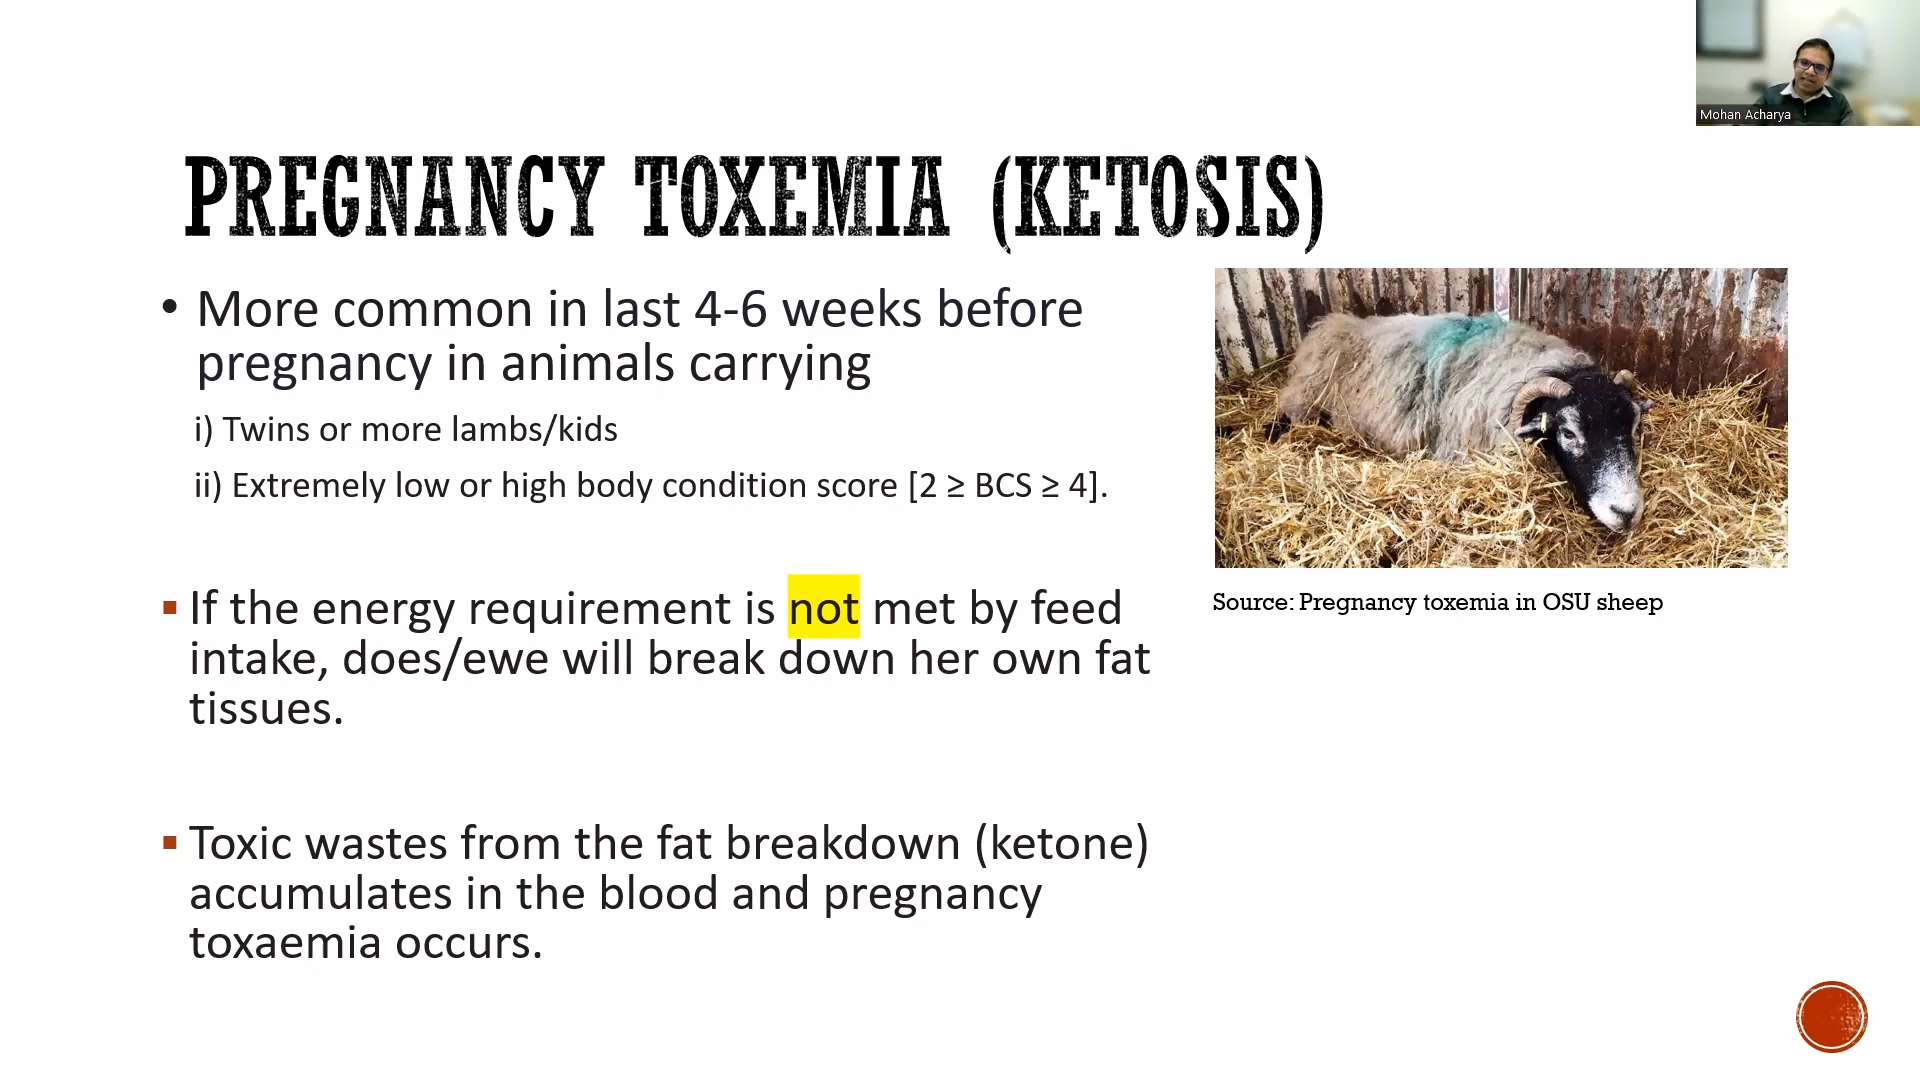 Mohan Acharya
PREGNANCY TOXEMIA (KETOSIS)
• More common in last 4-6 weeks before
pregnancy in animals carrying
i) Twins or more lambs/kids
ii) Extremely low or high body condition score [2 ≥ BCS ≥ 4].
▪ If the energy requirement is not met by feed
intake, does/ewe will break down her own fat
tissues.
▪ Toxic wastes from the fat breakdown (ketone)
accumulates in the blood and pregnancy
toxaemia occurs.
Source: Pregnancy toxemia in OSU sheep